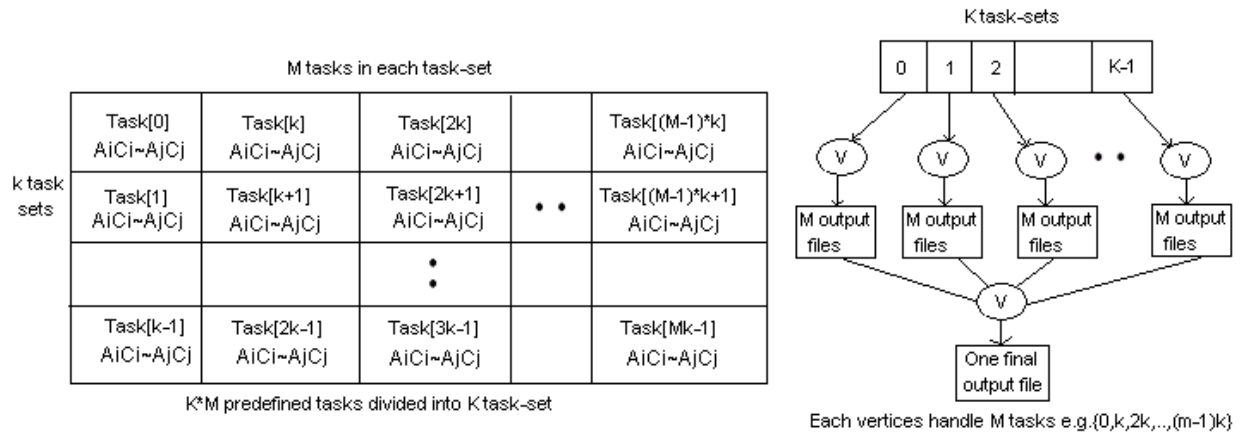 M tasks in each task-set
k task
sets
Task[0]
AiCi~AjCj
Task[k]
AiCi~AjCj
Task[2k]
AiCi~AjCj
Task[(M-1)*k]
AiCi~AjCj
Task[1]
AiCi~AjCj
Task[k+1]
AiCi~AjCj
Task[2k+1]
AiCi~AjCj
Task[(M-1)*k+1]
AiCi~AjCj
Task[k-1]
AiCi~AjCj
Task[2k-1]
AiCi~AjCj
Task[3k-1]
AiCi~AjCj
Task[Mk-1]
AiCi~AjCj
K*M predefined tasks divided into K task-set
K task-sets
0 1 2 K-1
V V V V
M output
files
M output
files
M output
files
M output
files
V
One final
output file
Each vertices handle M tasks e.g.{0,k,2k,..,(m-1)k}